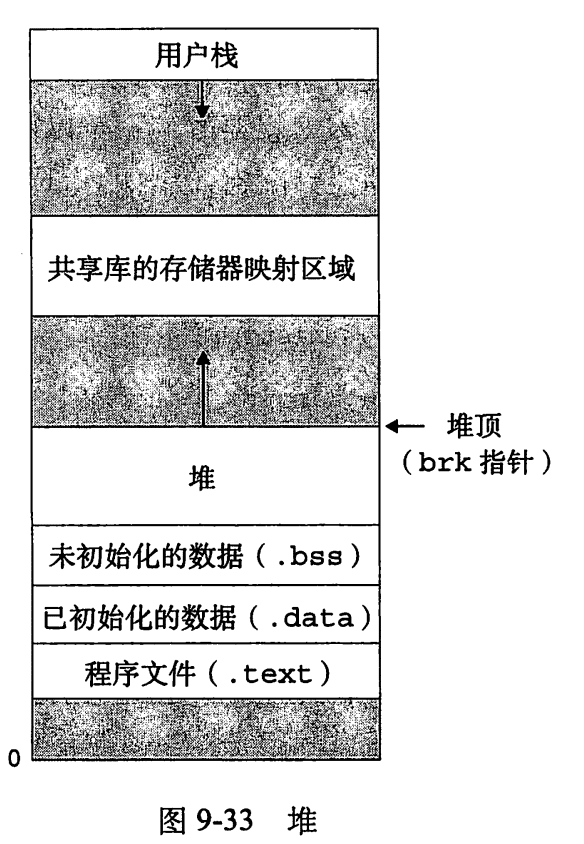 用户栈
共享库的存储器映射区域
堆顶
（brk 指针）
堆
未初始化的数据（.bss）
已初始化的数据（.data）
程序文件（.text）
0
图 9-33 堆